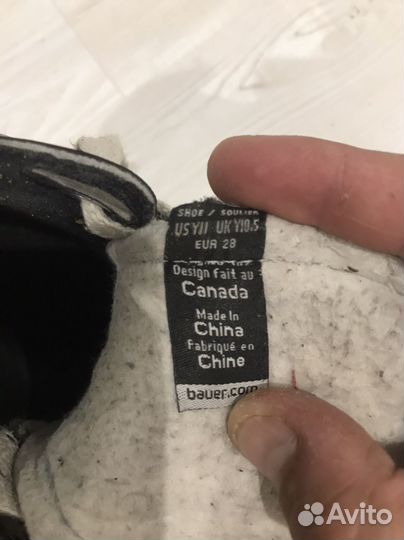 SHOE / SOULIER
US Y11 UK Y10.5
EUR 28
Design fait au
Canada
Made In
China
Fabriqué en
Chine
bauer.com
Avito